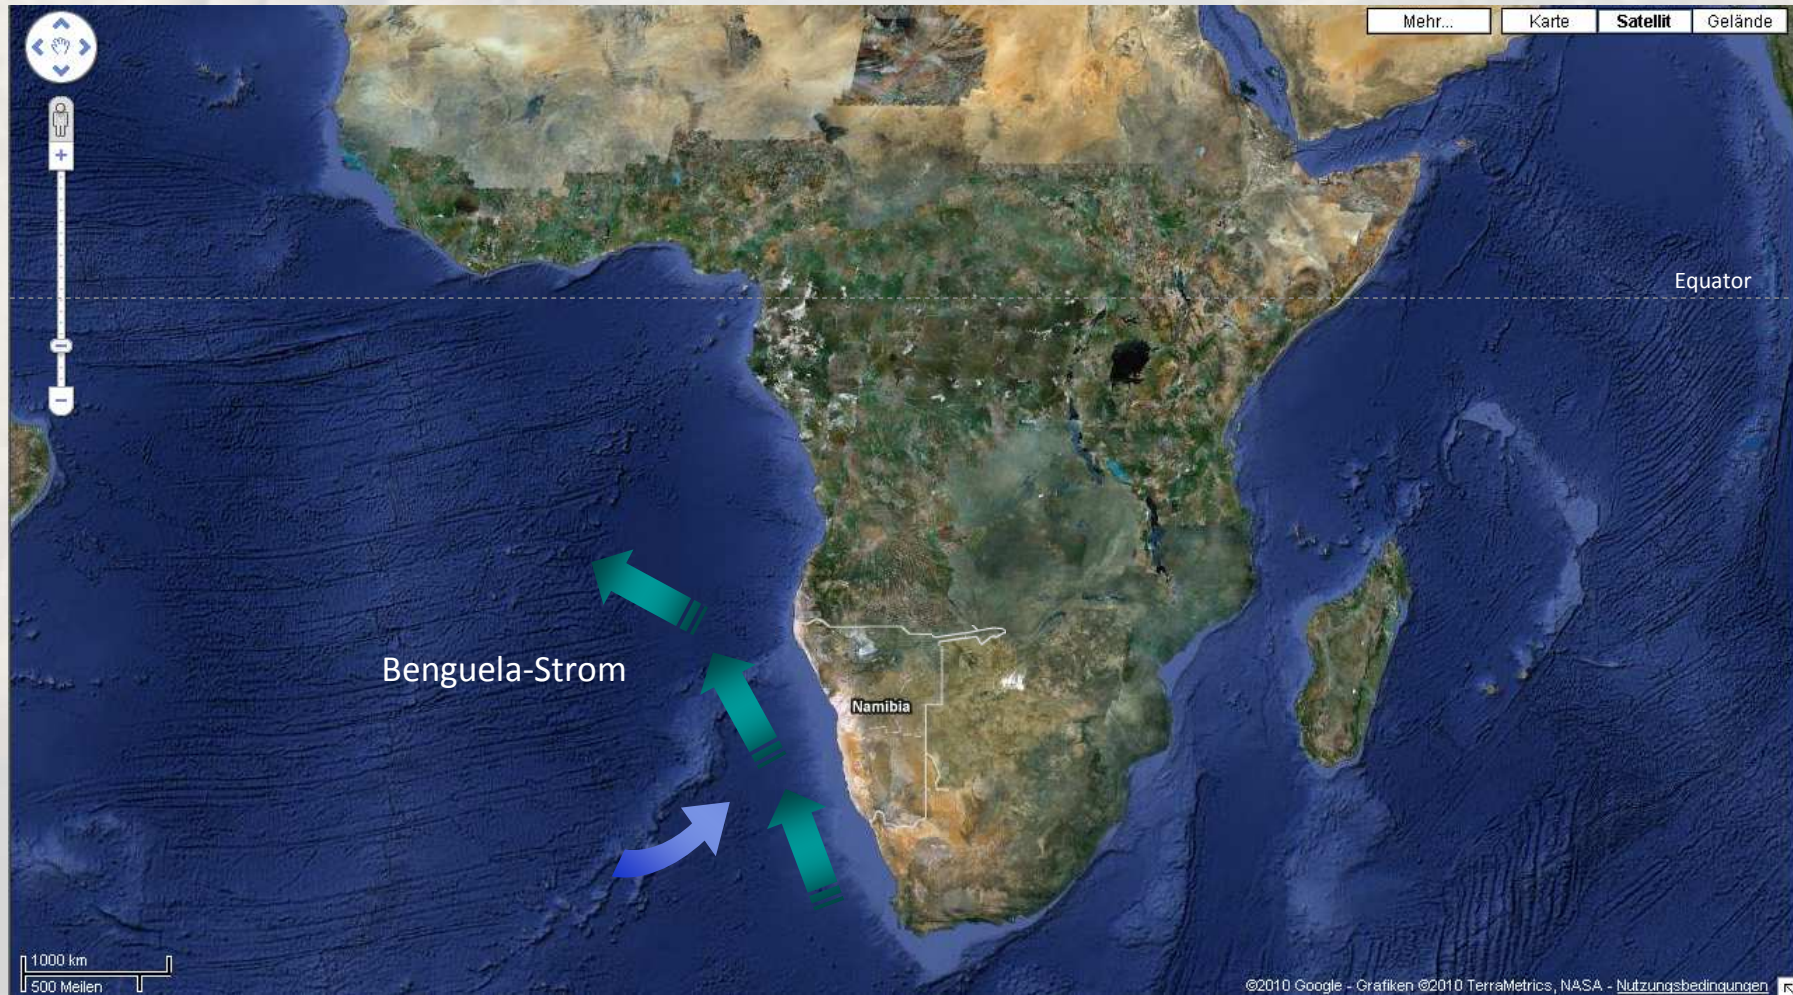 Mehr...
Karte
Satellit
Gelände
Equator
Benguela-Strom
Namibia
1000 km
500 Meilen
©2010 Google - Grafiken ©2010 TerraMetrics, NASA - Nutzungsbedingungen